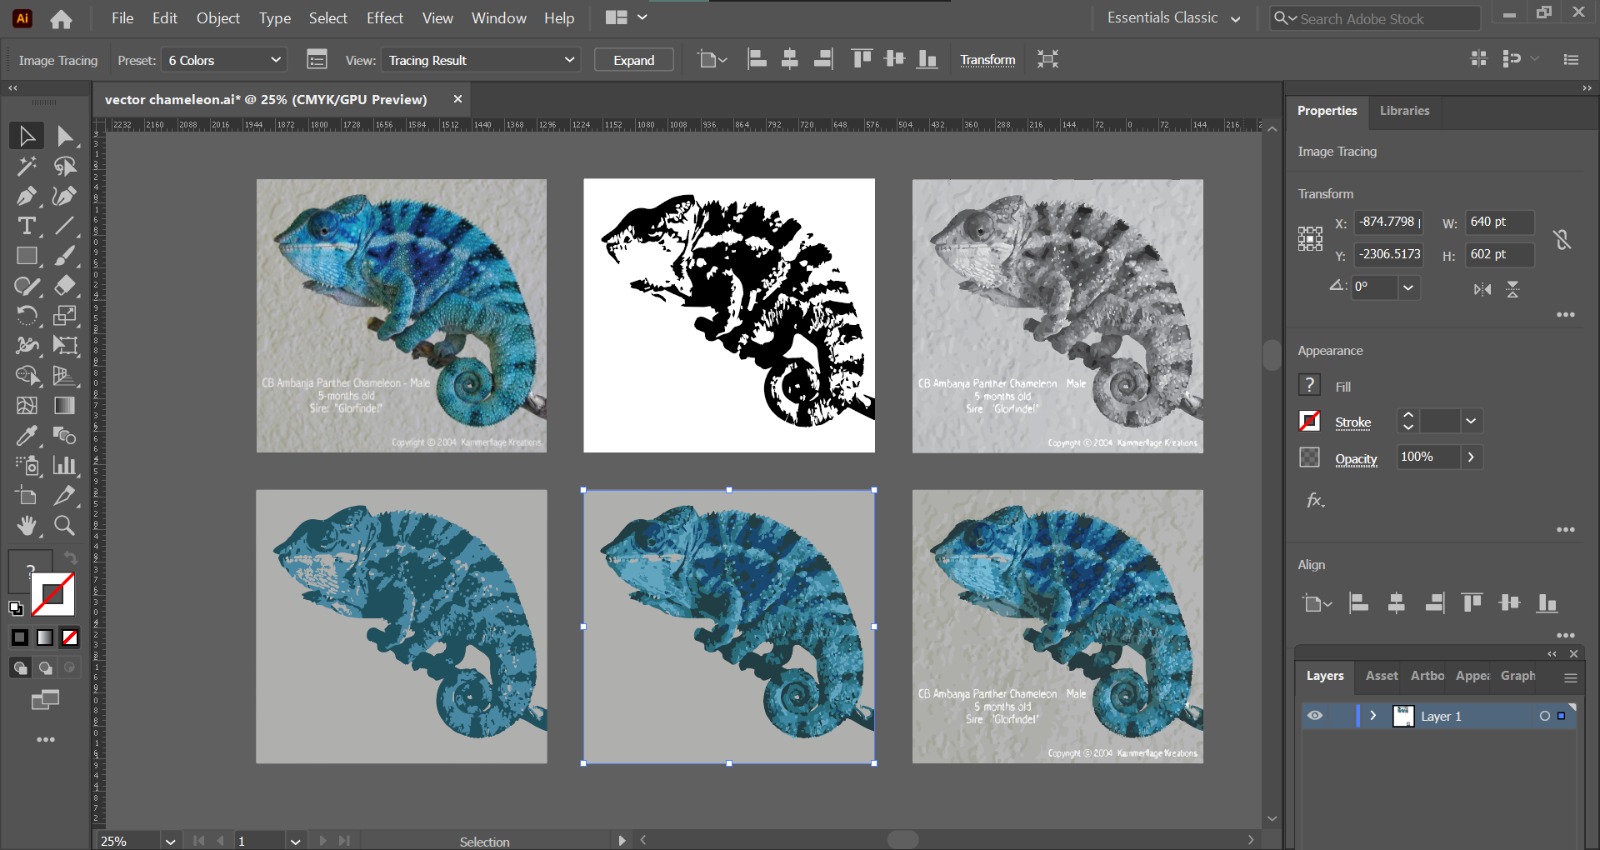 Ai File Edit Object Type Select Effect View Window Help Essentials Classic Search Adobe Stock
Image Tracing Preset: 6 Colors View: Tracing Result Expand Transform
vector chameleon.ai* @ 25% (CMYK/GPU Preview)
2232 2160 2088 2016 1944 1872 1800 1728 1656 1584 1512 1440 1368 1296 1224 1152 1080 1008 936 864 792 720 648 576 504 432 360 288 216 144 72 0 72 144 216
Properties Libraries
Image Tracing
Transform
X: -874.7798 W: 640 pt
Y: -2306.5173 H: 602 pt
0°
Appearance
? Fill
Stroke
Opacity 100%
fx.
Align
Layers Asset Artbo Appe Graph
Layer 1
CB Ambanja Panther Chameleon - Male
5-months old
Sire: "Glorfindel"
Copyright © 2004 Kammerflage Kreations
CB Ambanja Panther Chameleon Male
5 months old
Sire "Glorfindel"
Copyright © 2004 Kammerflage Kreations
CB Ambanja Panther Chameleon Male
5 months old
Sire "Glorfindel"
Copyright © 2004 Kammerflage Kreations
?
25% 1 Selection